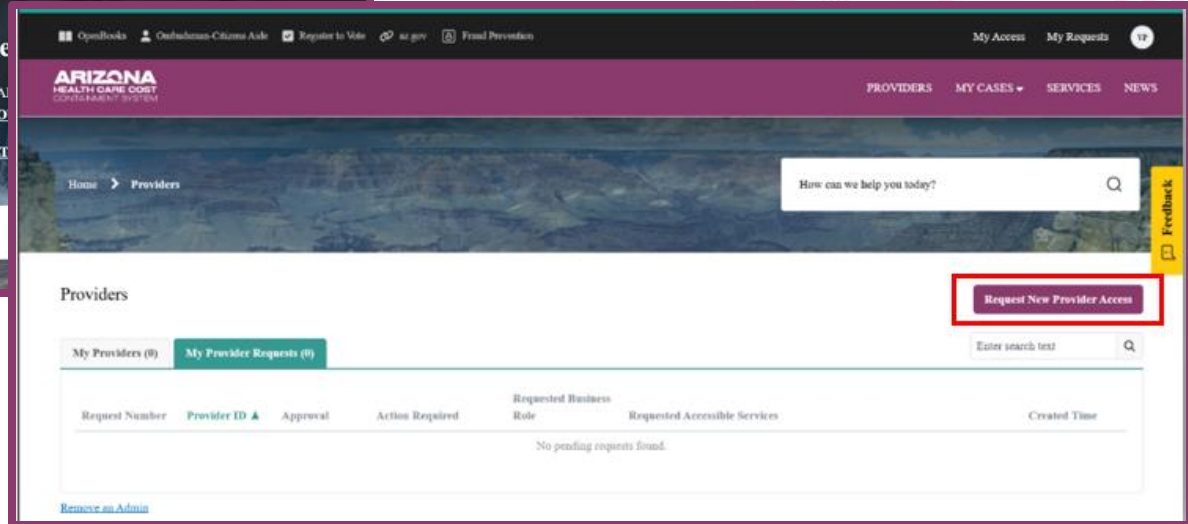 OpenBooks Ombudsman-Citizens Aide Register to Vote az.gov Fraud Prevention My Access My Requests YP
ARIZONA
HEALTH CARE COST
CONTAINMENT SYSTEM
PROVIDERS MY CASES SERVICES NEWS
Home > Providers
How can we help you today?
Feedback
Providers
Request New Provider Access
My Providers (0) My Provider Requests (0)
Enter search text
Request Number Provider ID ▲ Approval Action Required Requested Business Role Requested Accessible Services Created Time
No pending requests found.
Remove an Admin